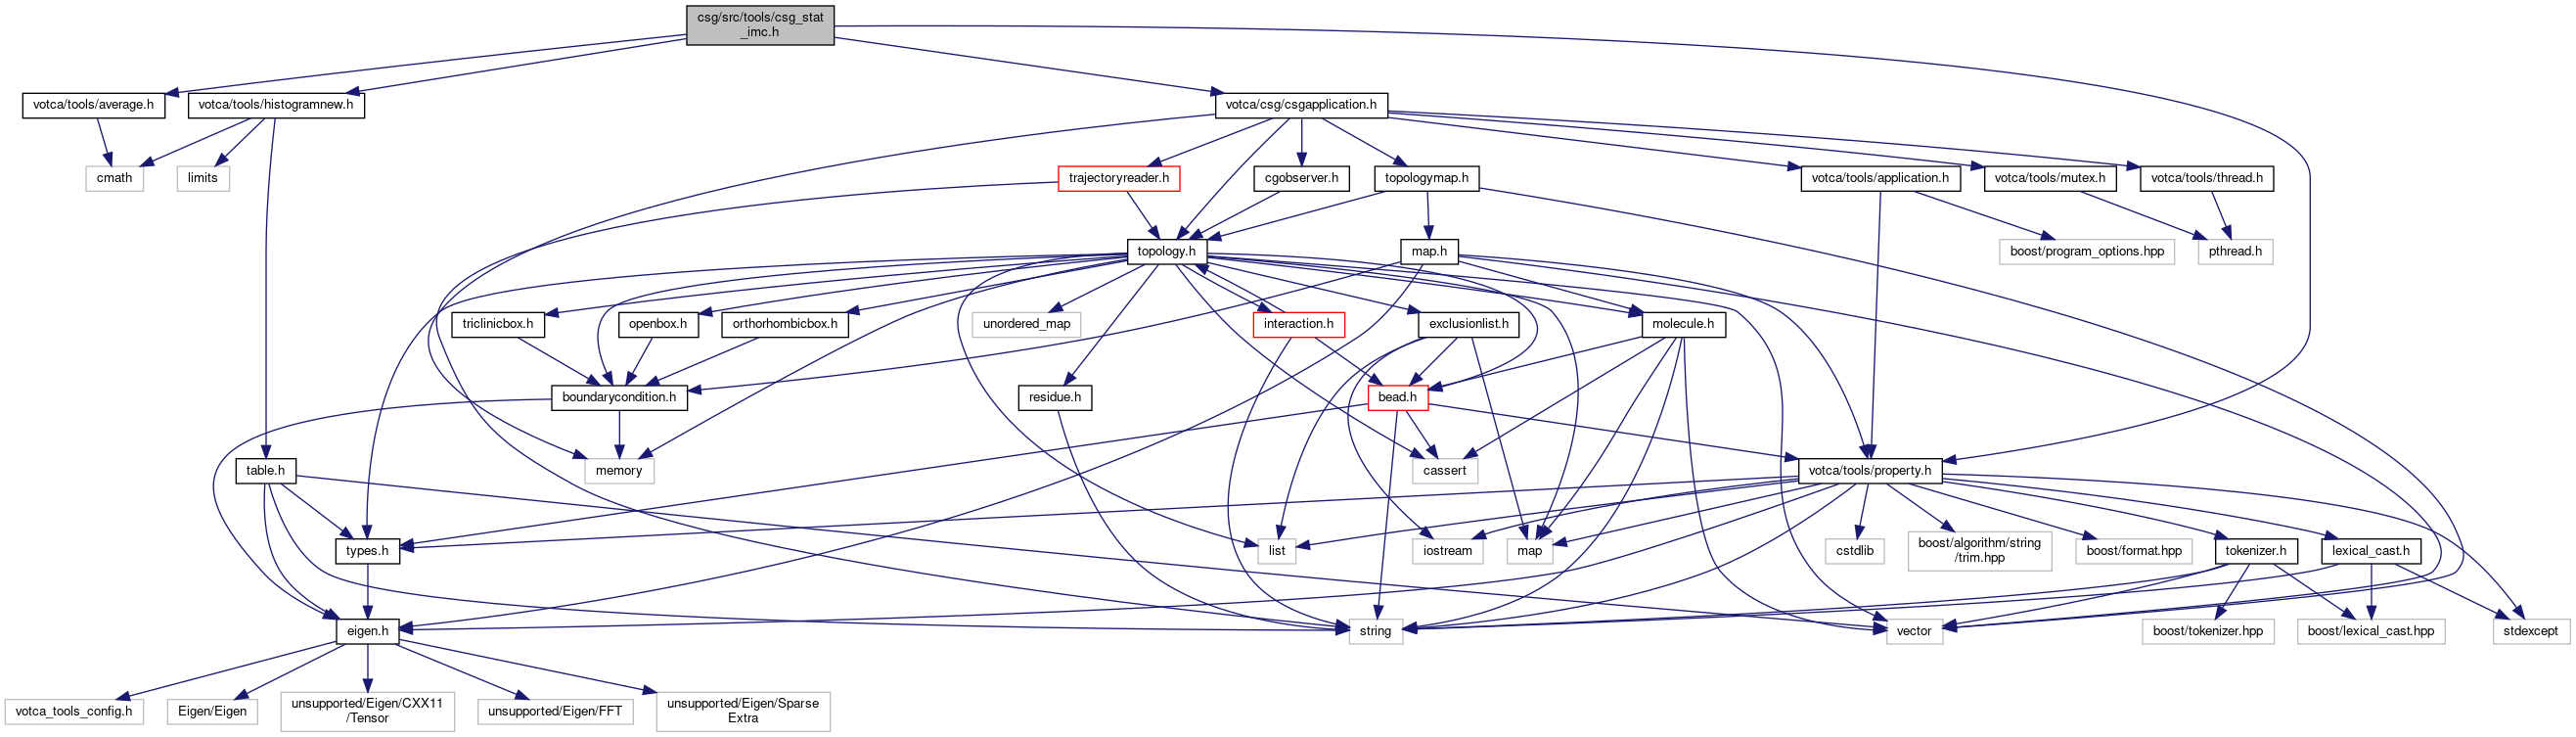 csg/src/tools/csg_stat
_imc.h
votca/tools/average.h
votca/tools/histogramnew.h
votca/csg/csgapplication.h
cmath
limits
trajectoryreader.h
cgobserver.h
topologymap.h
votca/tools/application.h
votca/tools/mutex.h
votca/tools/thread.h
topology.h
map.h
boost/program_options.hpp
pthread.h
triclinicbox.h
openbox.h
orthorhombicbox.h
unordered_map
interaction.h
exclusionlist.h
molecule.h
boundarycondition.h
residue.h
bead.h
table.h
memory
cassert
votca/tools/property.h
types.h
list
iostream
map
cstdlib
boost/algorithm/string
/trim.hpp
boost/format.hpp
tokenizer.h
lexical_cast.h
eigen.h
string
vector
boost/tokenizer.hpp
boost/lexical_cast.hpp
stdexcept
votca_tools_config.h
Eigen/Eigen
unsupported/Eigen/CXX11
/Tensor
unsupported/Eigen/FFT
unsupported/Eigen/Sparse
Extra